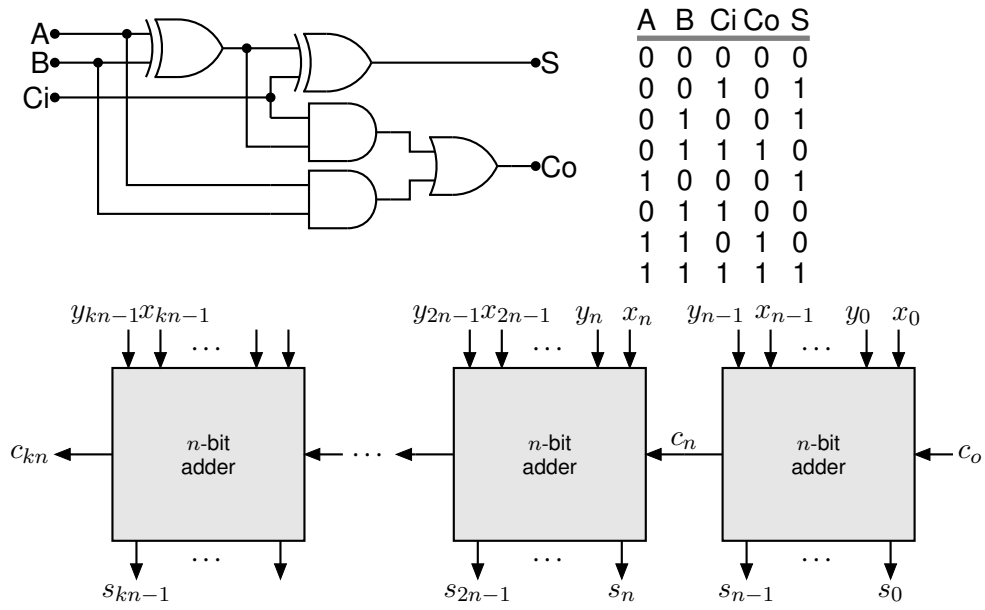 A
B
Ci
S
Co
A B Ci Co S
0 0 0 0 0
0 0 1 0 1
0 1 0 0 1
0 1 1 1 0
1 0 0 0 1
0 1 1 0 0
1 1 0 1 0
1 1 1 1 1
y_{kn−1} x_{kn−1} ⋯
y_{2n−1} x_{2n−1} ⋯ y_n x_n
y_{n−1} x_{n−1} ⋯ y_0 x_0
c_{kn}
n-bit
adder
⋯
n-bit
adder
c_n
n-bit
adder
c_o
s_{kn−1} ⋯
s_{2n−1} ⋯ s_n
s_{n−1} ⋯ s_0